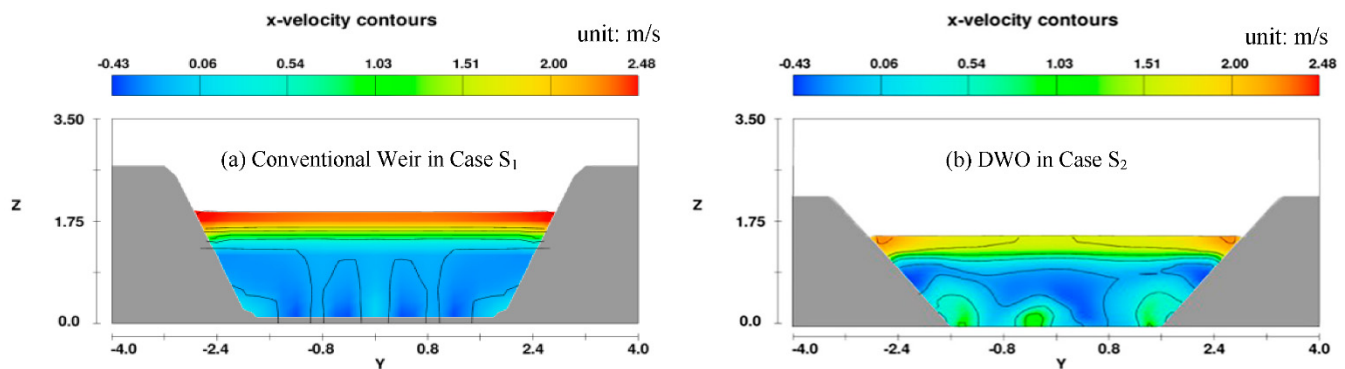 x-velocity contours
unit: m/s
-0.43 0.06 0.54 1.03 1.51 2.00 2.48
3.50
(a) Conventional Weir in Case S1
Z
1.75
0.0
-4.0 -2.4 -0.8 0.8 2.4 4.0
Y
x-velocity contours
unit: m/s
-0.43 0.06 0.54 1.03 1.51 2.00 2.48
3.50
(b) DWO in Case S2
Z
1.75
0.0
-4.0 -2.4 -0.8 0.8 2.4 4.0
Y